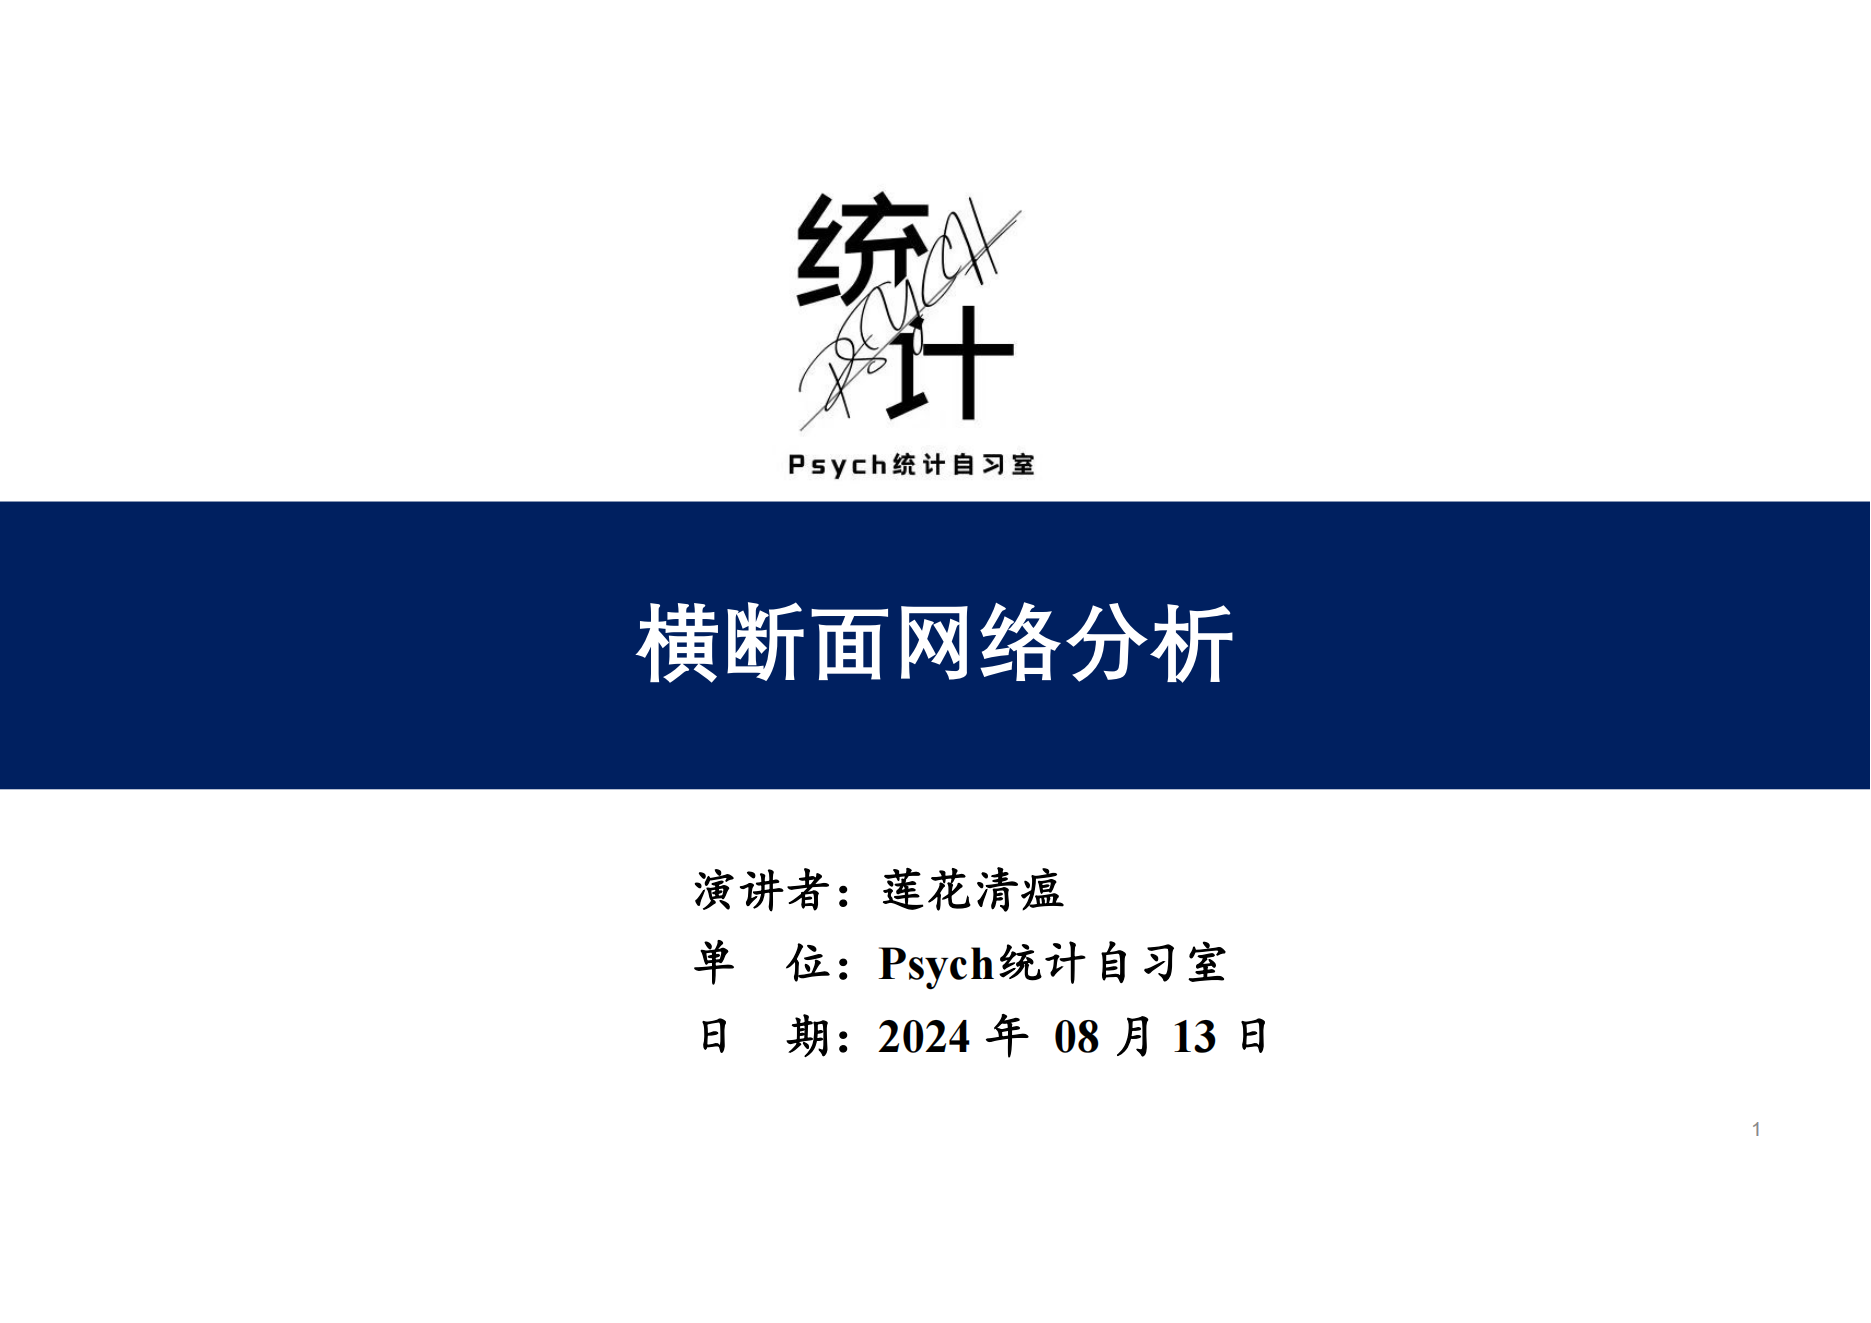 统计
PSYCH
Psych统计自习室
横断面网络分析
演讲者：莲花清瘟
单 位：Psych统计自习室
日 期：2024 年 08 月 13 日
1